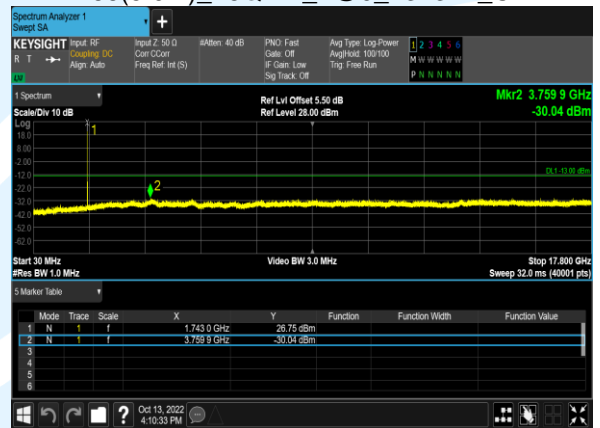 Spectrum Analyzer 1
Swept SA
+
KEYSIGHT
R T
LW
Input: RF
Coupling: DC
Align: Auto
Input Z: 50 Ω
Corr CCorr
Freq Ref: Int (S)
#Atten: 40 dB
PNO: Fast
Gate: Off
IF Gain: Low
Sig Track: Off
Avg Type: Log-Power
Avg|Hold: 100/100
Trig: Free Run
1 2 3 4 5 6
M W W W W W
P N N N N N
1 Spectrum
Scale/Div 10 dB
Ref Lvl Offset 5.50 dB
Ref Level 28.00 dBm
Mkr2 3.759 9 GHz
-30.04 dBm
Log
18.0
8.00
-2.00
-12.0
-22.0
-32.0
-42.0
-52.0
-62.0
1
2
DL1 -13.00 dBm
Start 30 MHz
#Res BW 1.0 MHz
Video BW 3.0 MHz
Stop 17.800 GHz
Sweep 32.0 ms (40001 pts)
5 Marker Table
Mode Trace Scale X Y Function Function Width Function Value
1 N 1 f 1.743 0 GHz 26.75 dBm
2 N 1 f 3.759 9 GHz -30.04 dBm
3
4
5
6
?
Oct 13, 2022
4:10:33 PM